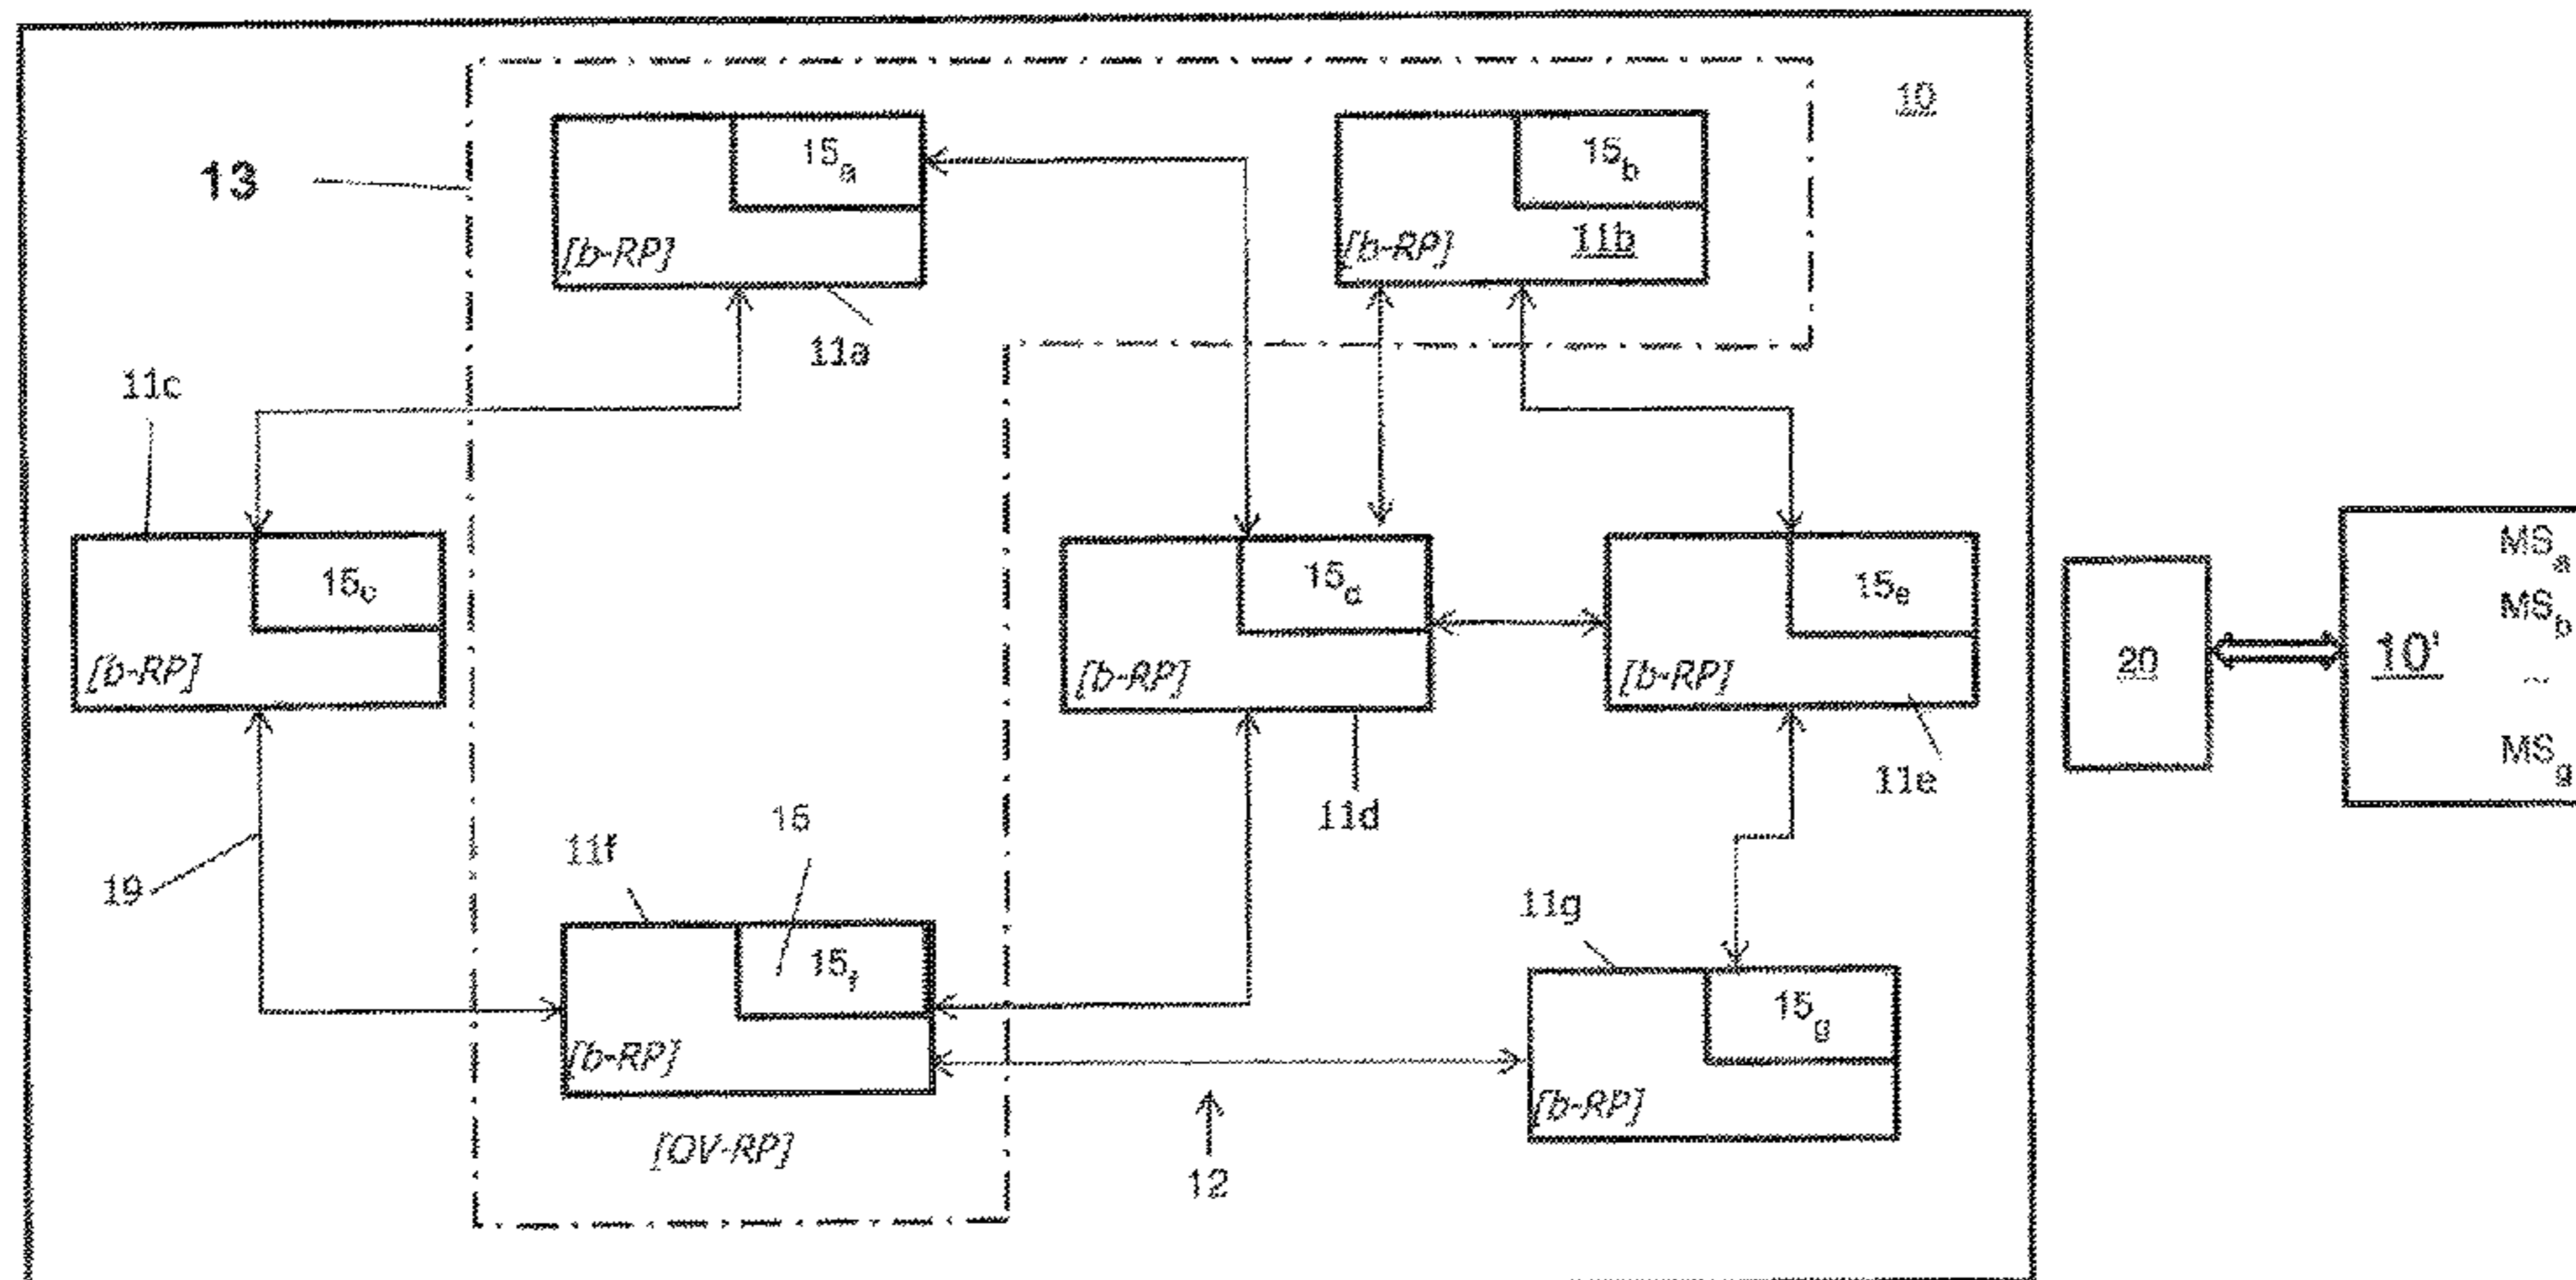 10
13
15a
[b-RP]
11a
15b
[b-RP]
11b
11c
15c
[b-RP]
15d
[b-RP]
11d
15e
[b-RP]
11e
20
10'
MSa
MSb
~
MSg
19
11f
15
15f
[b-RP]
[OV-RP]
12
11g
15g
[b-RP]